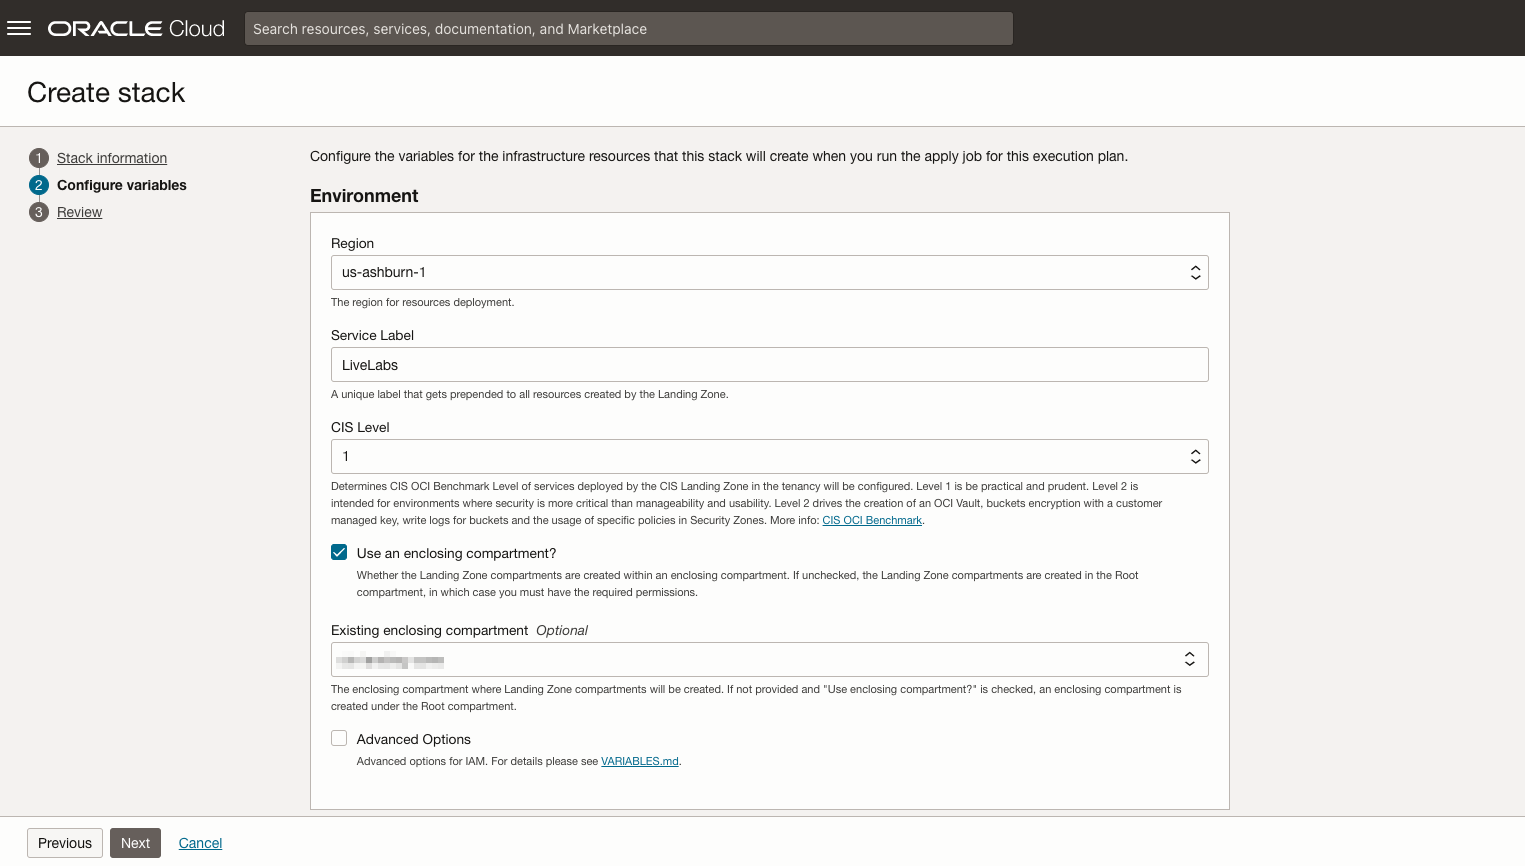 ORACLE Cloud
Search resources, services, documentation, and Marketplace
Create stack
1 Stack information
2 Configure variables
3 Review
Configure the variables for the infrastructure resources that this stack will create when you run the apply job for this execution plan.
Environment
Region
us-ashburn-1
The region for resources deployment.
Service Label
LiveLabs
A unique label that gets prepended to all resources created by the Landing Zone.
CIS Level
1
Determines CIS OCI Benchmark Level of services deployed by the CIS Landing Zone in the tenancy will be configured. Level 1 is be practical and prudent. Level 2 is
intended for environments where security is more critical than manageability and usability. Level 2 drives the creation of an OCI Vault, buckets encryption with a customer
managed key, write logs for buckets and the usage of specific policies in Security Zones. More info: CIS OCI Benchmark.
Use an enclosing compartment?
Whether the Landing Zone compartments are created within an enclosing compartment. If unchecked, the Landing Zone compartments are created in the Root
compartment, in which case you must have the required permissions.
Existing enclosing compartment Optional
The enclosing compartment where Landing Zone compartments will be created. If not provided and "Use enclosing compartment?" is checked, an enclosing compartment is
created under the Root compartment.
Advanced Options
Advanced options for IAM. For details please see VARIABLES.md.
Previous Next Cancel